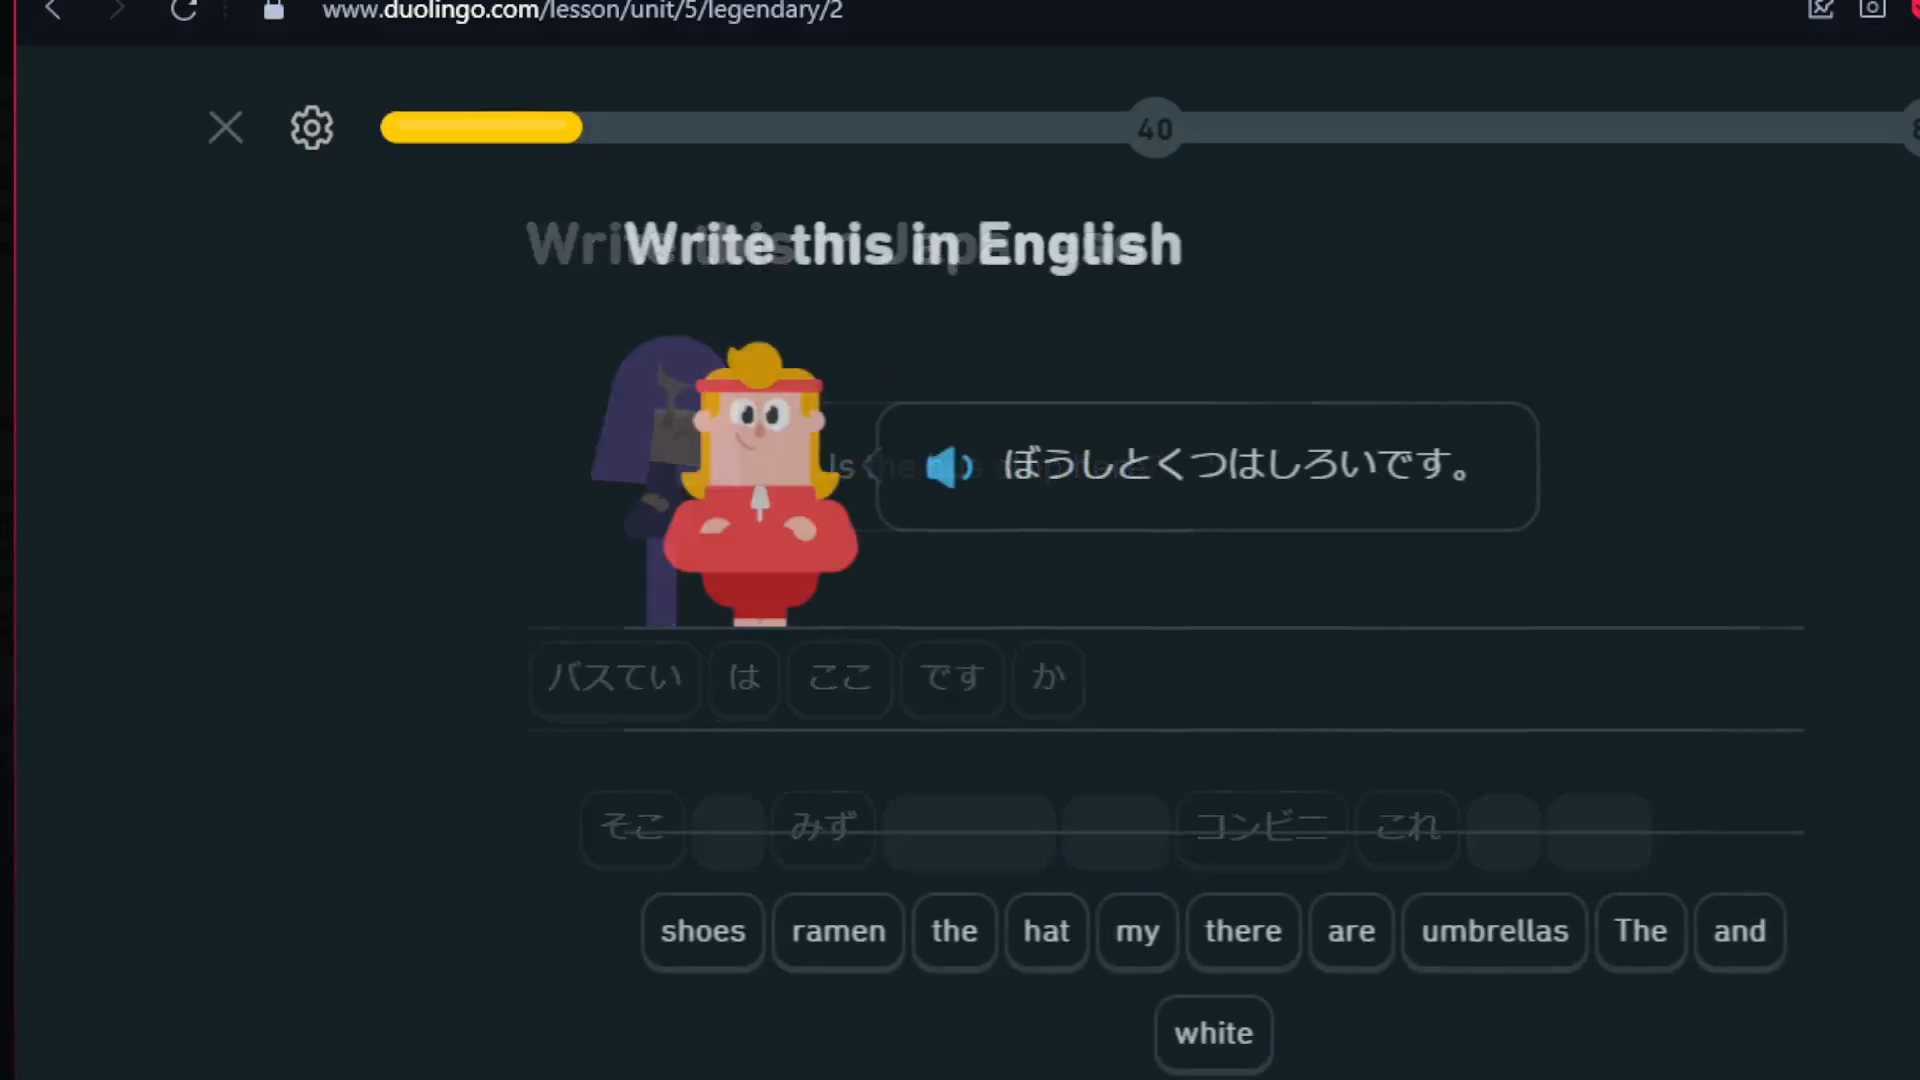 www.duolingo.com/lesson/unit/5/legendary/2
40
Write this in English
ぼうしとくつはしろいです。
バスてい は ここ です か
そこ みず コンビニ これ
shoes ramen the hat my there are umbrellas The and
white